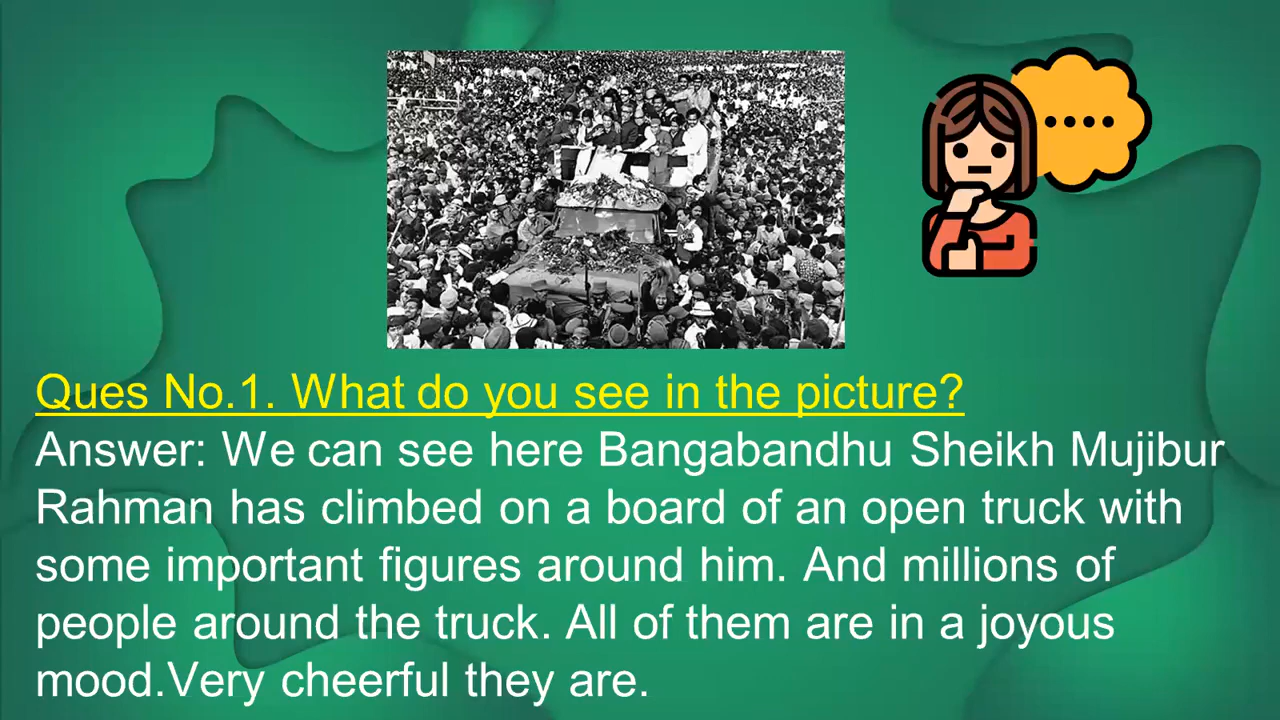 Ques No.1. What do you see in the picture?
Answer: We can see here Bangabandhu Sheikh Mujibur
Rahman has climbed on a board of an open truck with
some important figures around him. And millions of
people around the truck. All of them are in a joyous
mood.Very cheerful they are.